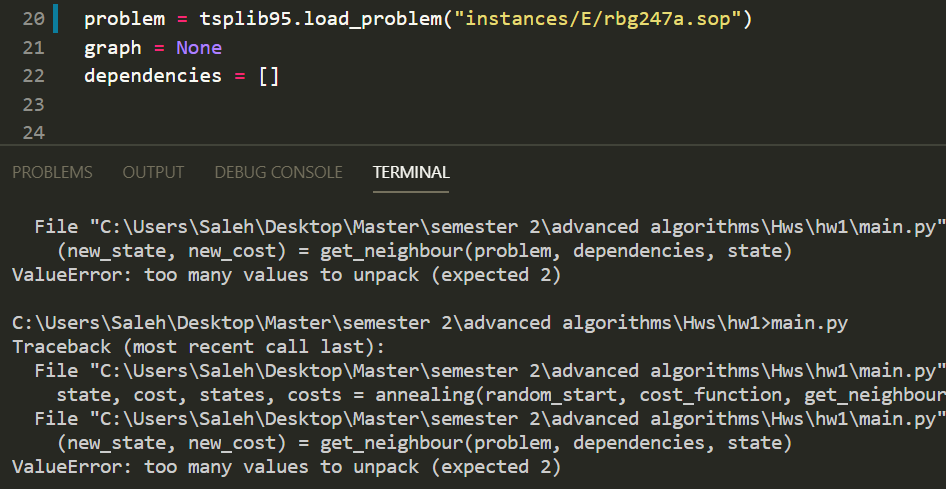 20 problem = tsplib95.load_problem("instances/E/rbg247a.sop")
21 graph = None
22 dependencies = []
23
24
PROBLEMS OUTPUT DEBUG CONSOLE TERMINAL
File "C:\Users\Saleh\Desktop\Master\semester 2\advanced algorithms\Hws\hw1\main.py"
(new_state, new_cost) = get_neighbour(problem, dependencies, state)
ValueError: too many values to unpack (expected 2)
C:\Users\Saleh\Desktop\Master\semester 2\advanced algorithms\Hws\hw1>main.py
Traceback (most recent call last):
File "C:\Users\Saleh\Desktop\Master\semester 2\advanced algorithms\Hws\hw1\main.py"
state, cost, states, costs = annealing(random_start, cost_function, get_neighbour
File "C:\Users\Saleh\Desktop\Master\semester 2\advanced algorithms\Hws\hw1\main.py"
(new_state, new_cost) = get_neighbour(problem, dependencies, state)
ValueError: too many values to unpack (expected 2)